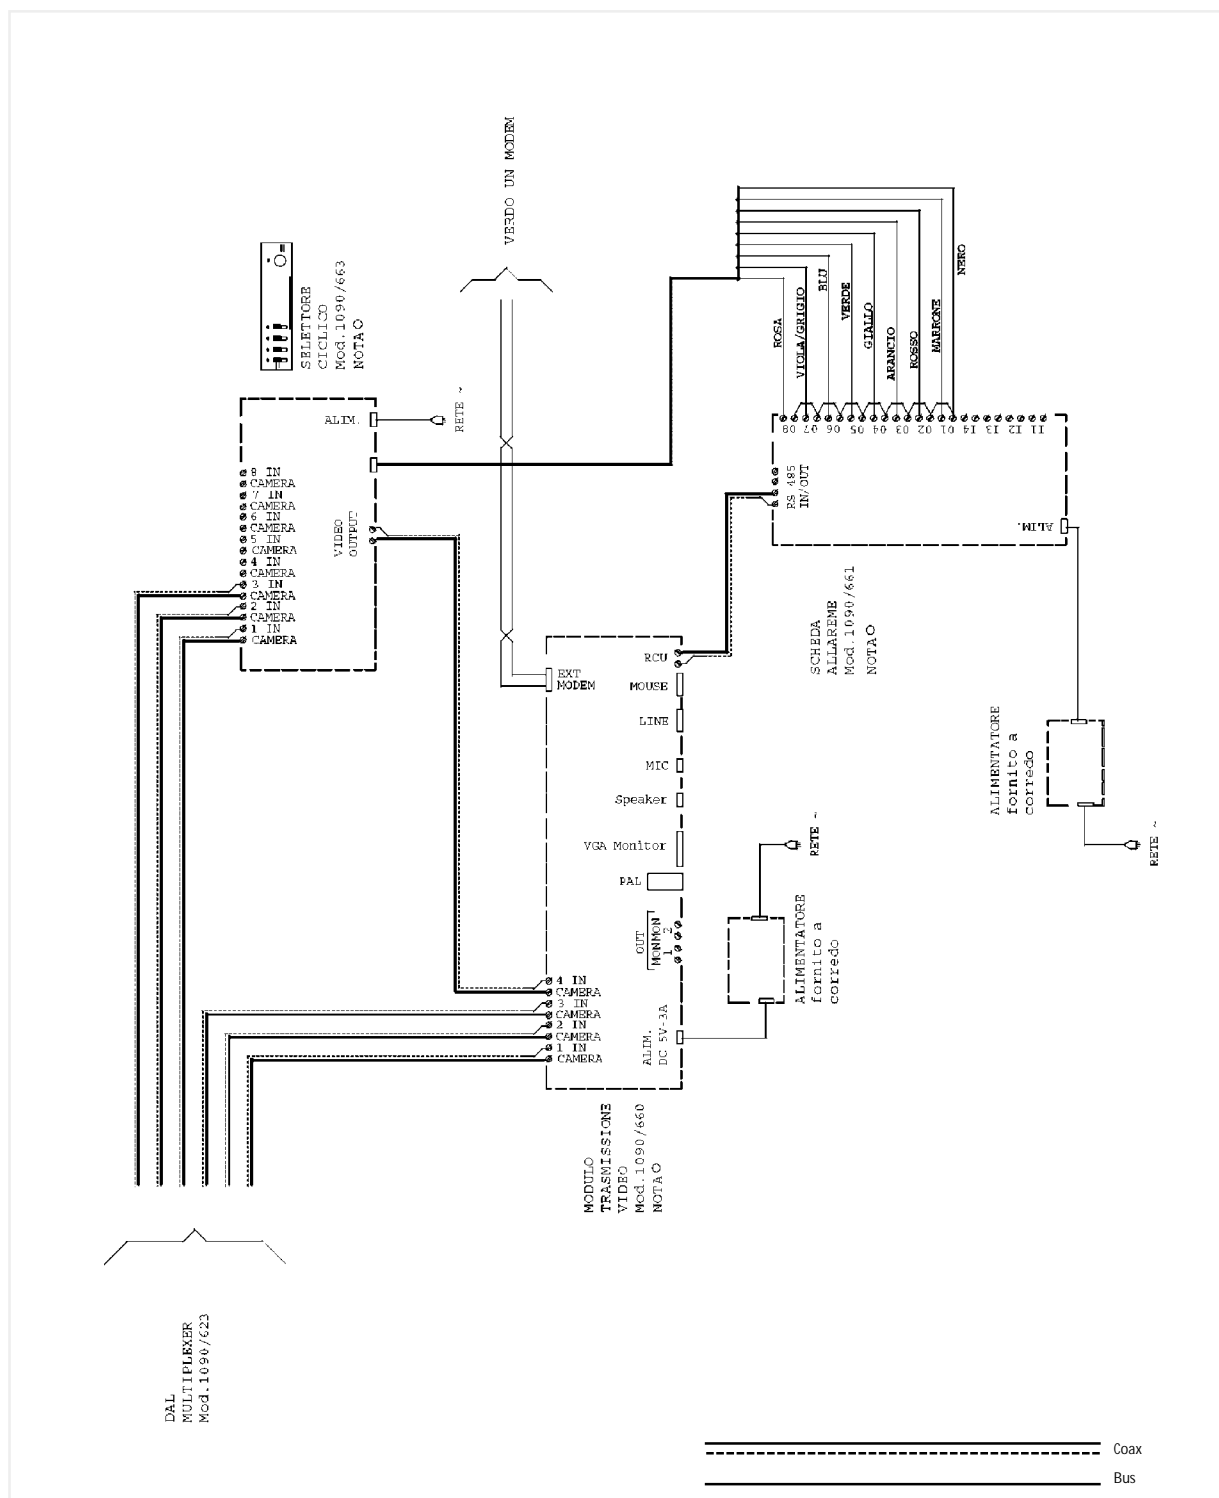 VERDO UN MODEM
SELETTORE
CICLICO
Mod.1090/663
NOTA O
ALIM.
RETE ~
8 IN
CAMERA
7 IN
CAMERA
6 IN
CAMERA
5 IN
CAMERA
4 IN
CAMERA
3 IN
CAMERA
2 IN
CAMERA
1 IN
CAMERA
VIDEO
OUTPUT
ROSA
VIOLA/GRIGIO
BLU
VERDE
GIALLO
ARANCIO
ROSSO
MARRONE
NERO
08
07
06
05
04
03
02
01
I4
I3
I2
I1
RS 485
IN/OUT
ALIM.
SCHEDA
ALLAREME
Mod.1090/661
NOTA O
ALIMENTATORE
fornito a
corredo
RETE ~
EXT
MODEM
RCU
MOUSE
LINE
MIC
Speaker
VGA Monitor
PAL
OUT
MON MON
1 2
4 IN
CAMERA
3 IN
CAMERA
2 IN
CAMERA
1 IN
CAMERA
ALIM.
DC 5V-3A
RETE ~
ALIMENTATORE
fornito a
corredo
MODULO
TRASMISSIONE
VIDEO
Mod.1090/660
NOTA O
DAL
MULTIPLEXER
Mod.1090/623
Coax
Bus